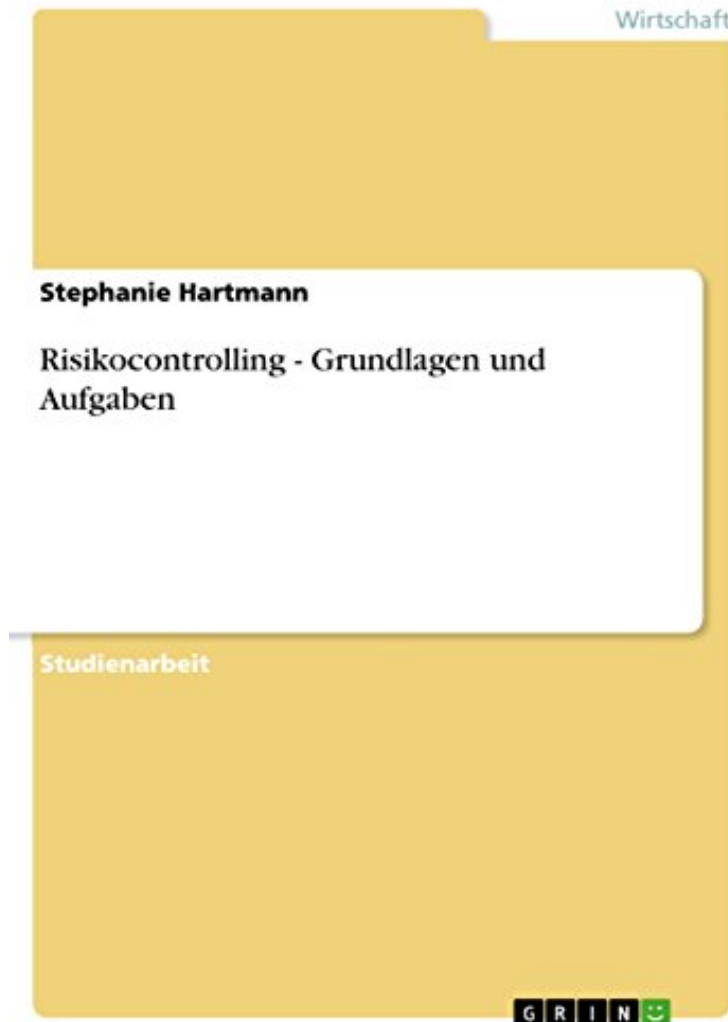 Wirtschaft
Stephanie Hartmann
Risikocontrolling - Grundlagen und
Aufgaben
Studienarbeit
GRIN